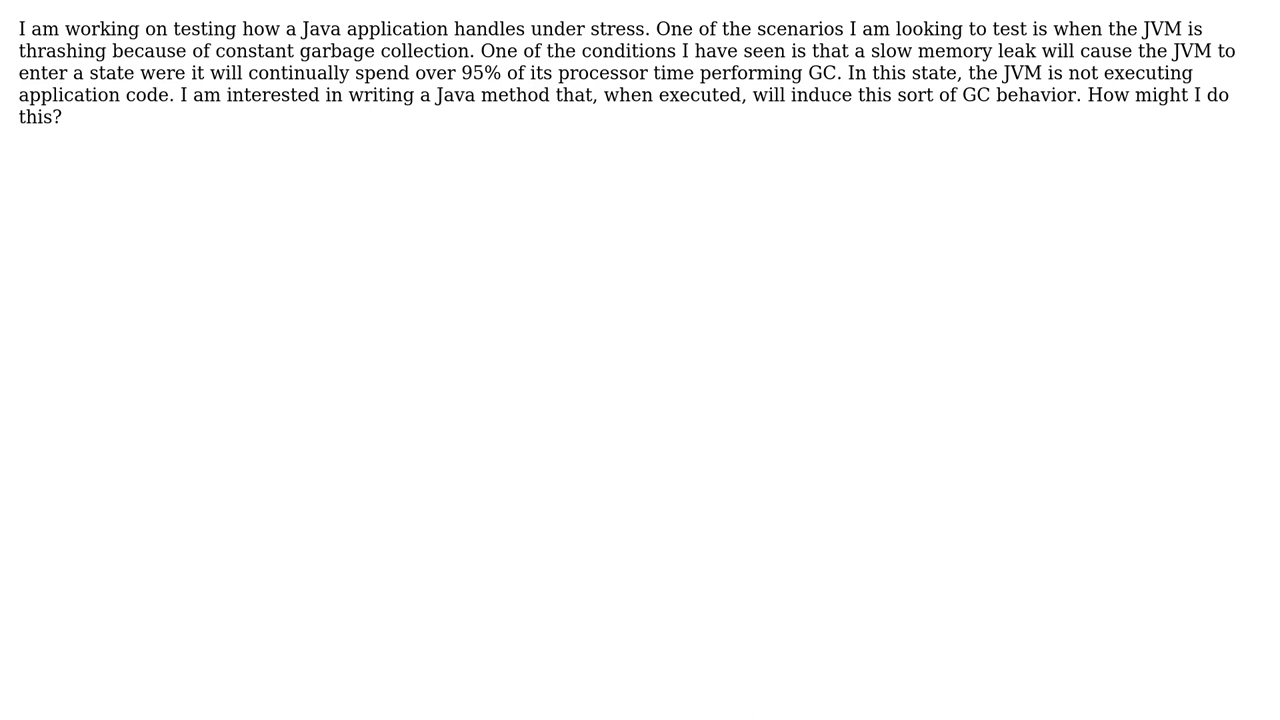 I am working on testing how a Java application handles under stress. One of the scenarios I am looking to test is when the JVM is
thrashing because of constant garbage collection. One of the conditions I have seen is that a slow memory leak will cause the JVM to
enter a state were it will continually spend over 95% of its processor time performing GC. In this state, the JVM is not executing
application code. I am interested in writing a Java method that, when executed, will induce this sort of GC behavior. How might I do
this?